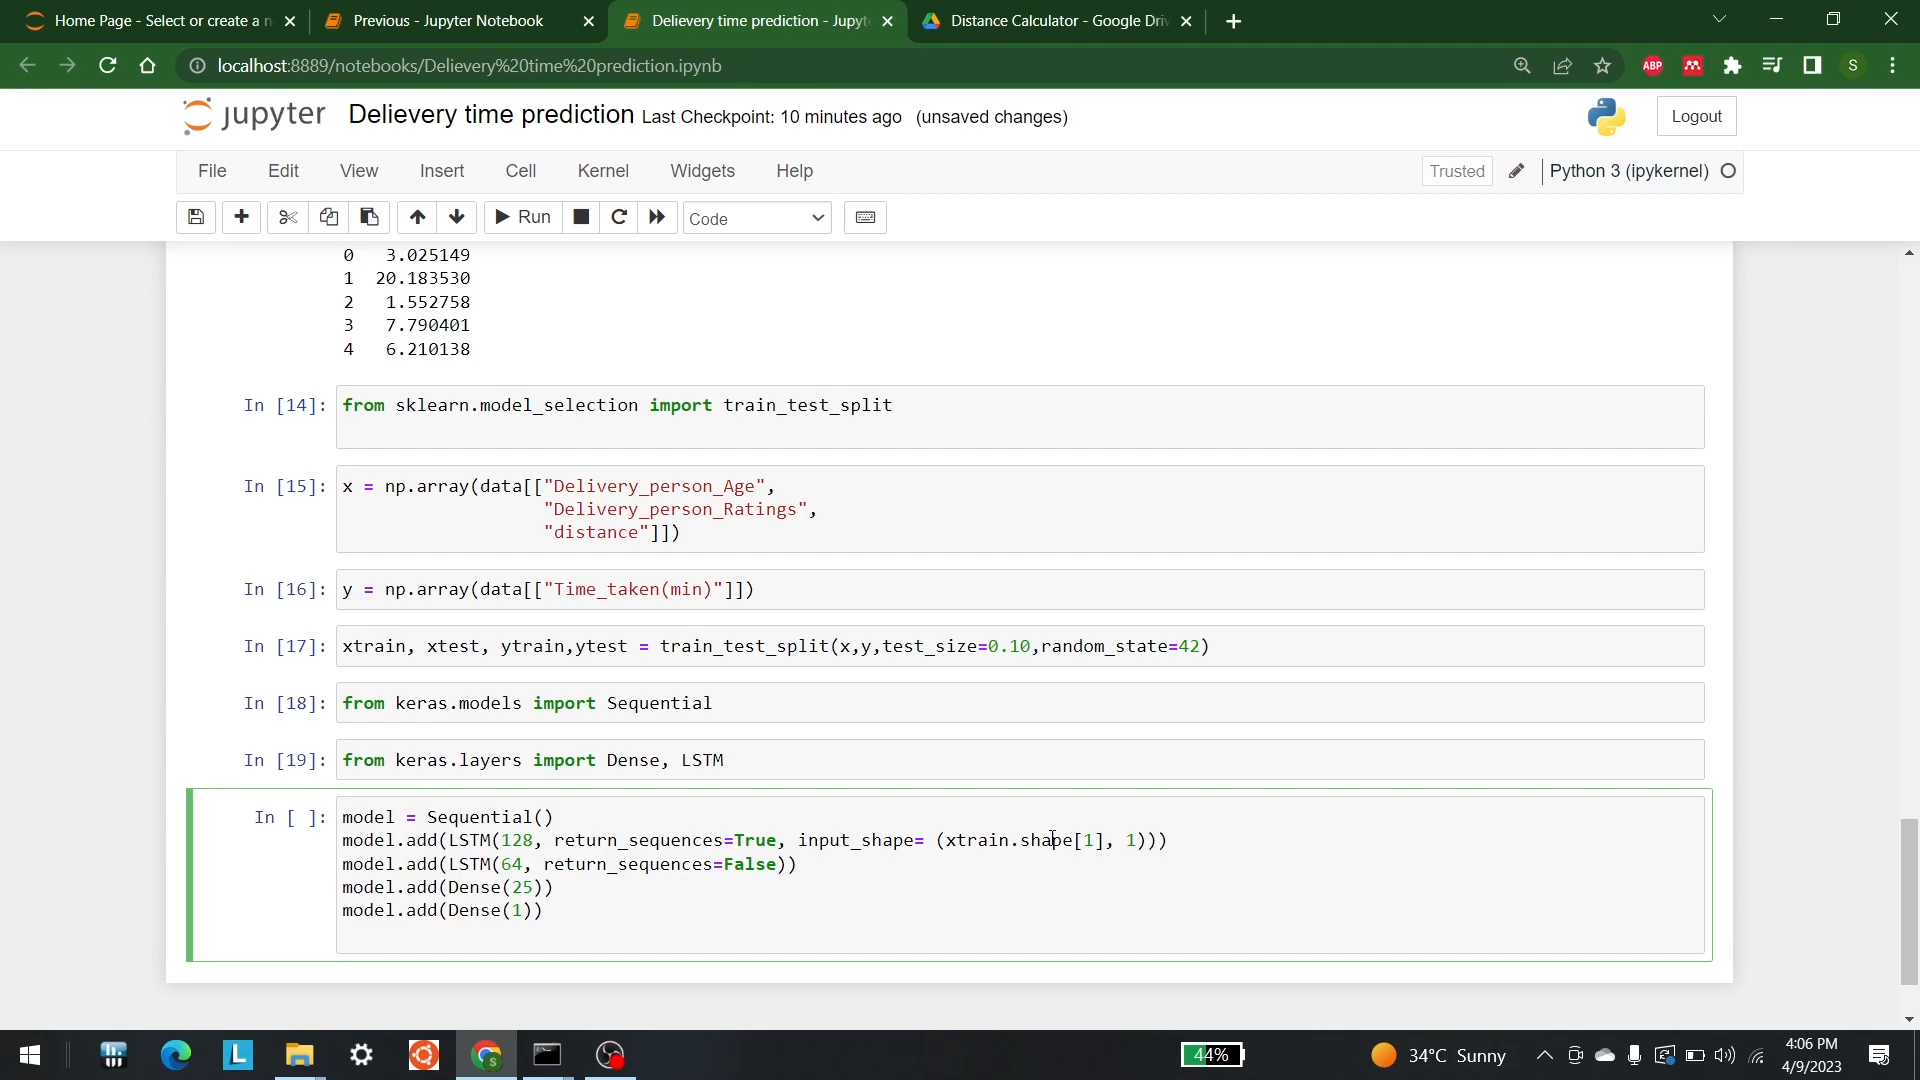 Home Page - Select or create a n
Previous - Jupyter Notebook
Delievery time prediction - Jupyt
Distance Calculator - Google Driv
localhost:8889/notebooks/Delievery%20time%20prediction.ipynb
ABP
S
jupyter
Delievery time prediction Last Checkpoint: 10 minutes ago (unsaved changes)
Logout
File Edit View Insert Cell Kernel Widgets Help
Trusted
Python 3 (ipykernel)
Run
Code
0 3.025149
1 20.183530
2 1.552758
3 7.790401
4 6.210138
In [14]: from sklearn.model_selection import train_test_split
In [15]: x = np.array(data[["Delivery_person_Age",
"Delivery_person_Ratings",
"distance"]])
In [16]: y = np.array(data[["Time_taken(min)"]])
In [17]: xtrain, xtest, ytrain,ytest = train_test_split(x,y,test_size=0.10,random_state=42)
In [18]: from keras.models import Sequential
In [19]: from keras.layers import Dense, LSTM
In [ ]: model = Sequential()
model.add(LSTM(128, return_sequences=True, input_shape= (xtrain.shape[1], 1)))
model.add(LSTM(64, return_sequences=False))
model.add(Dense(25))
model.add(Dense(1))
L
S
44%
34°C Sunny
4:06 PM
4/9/2023